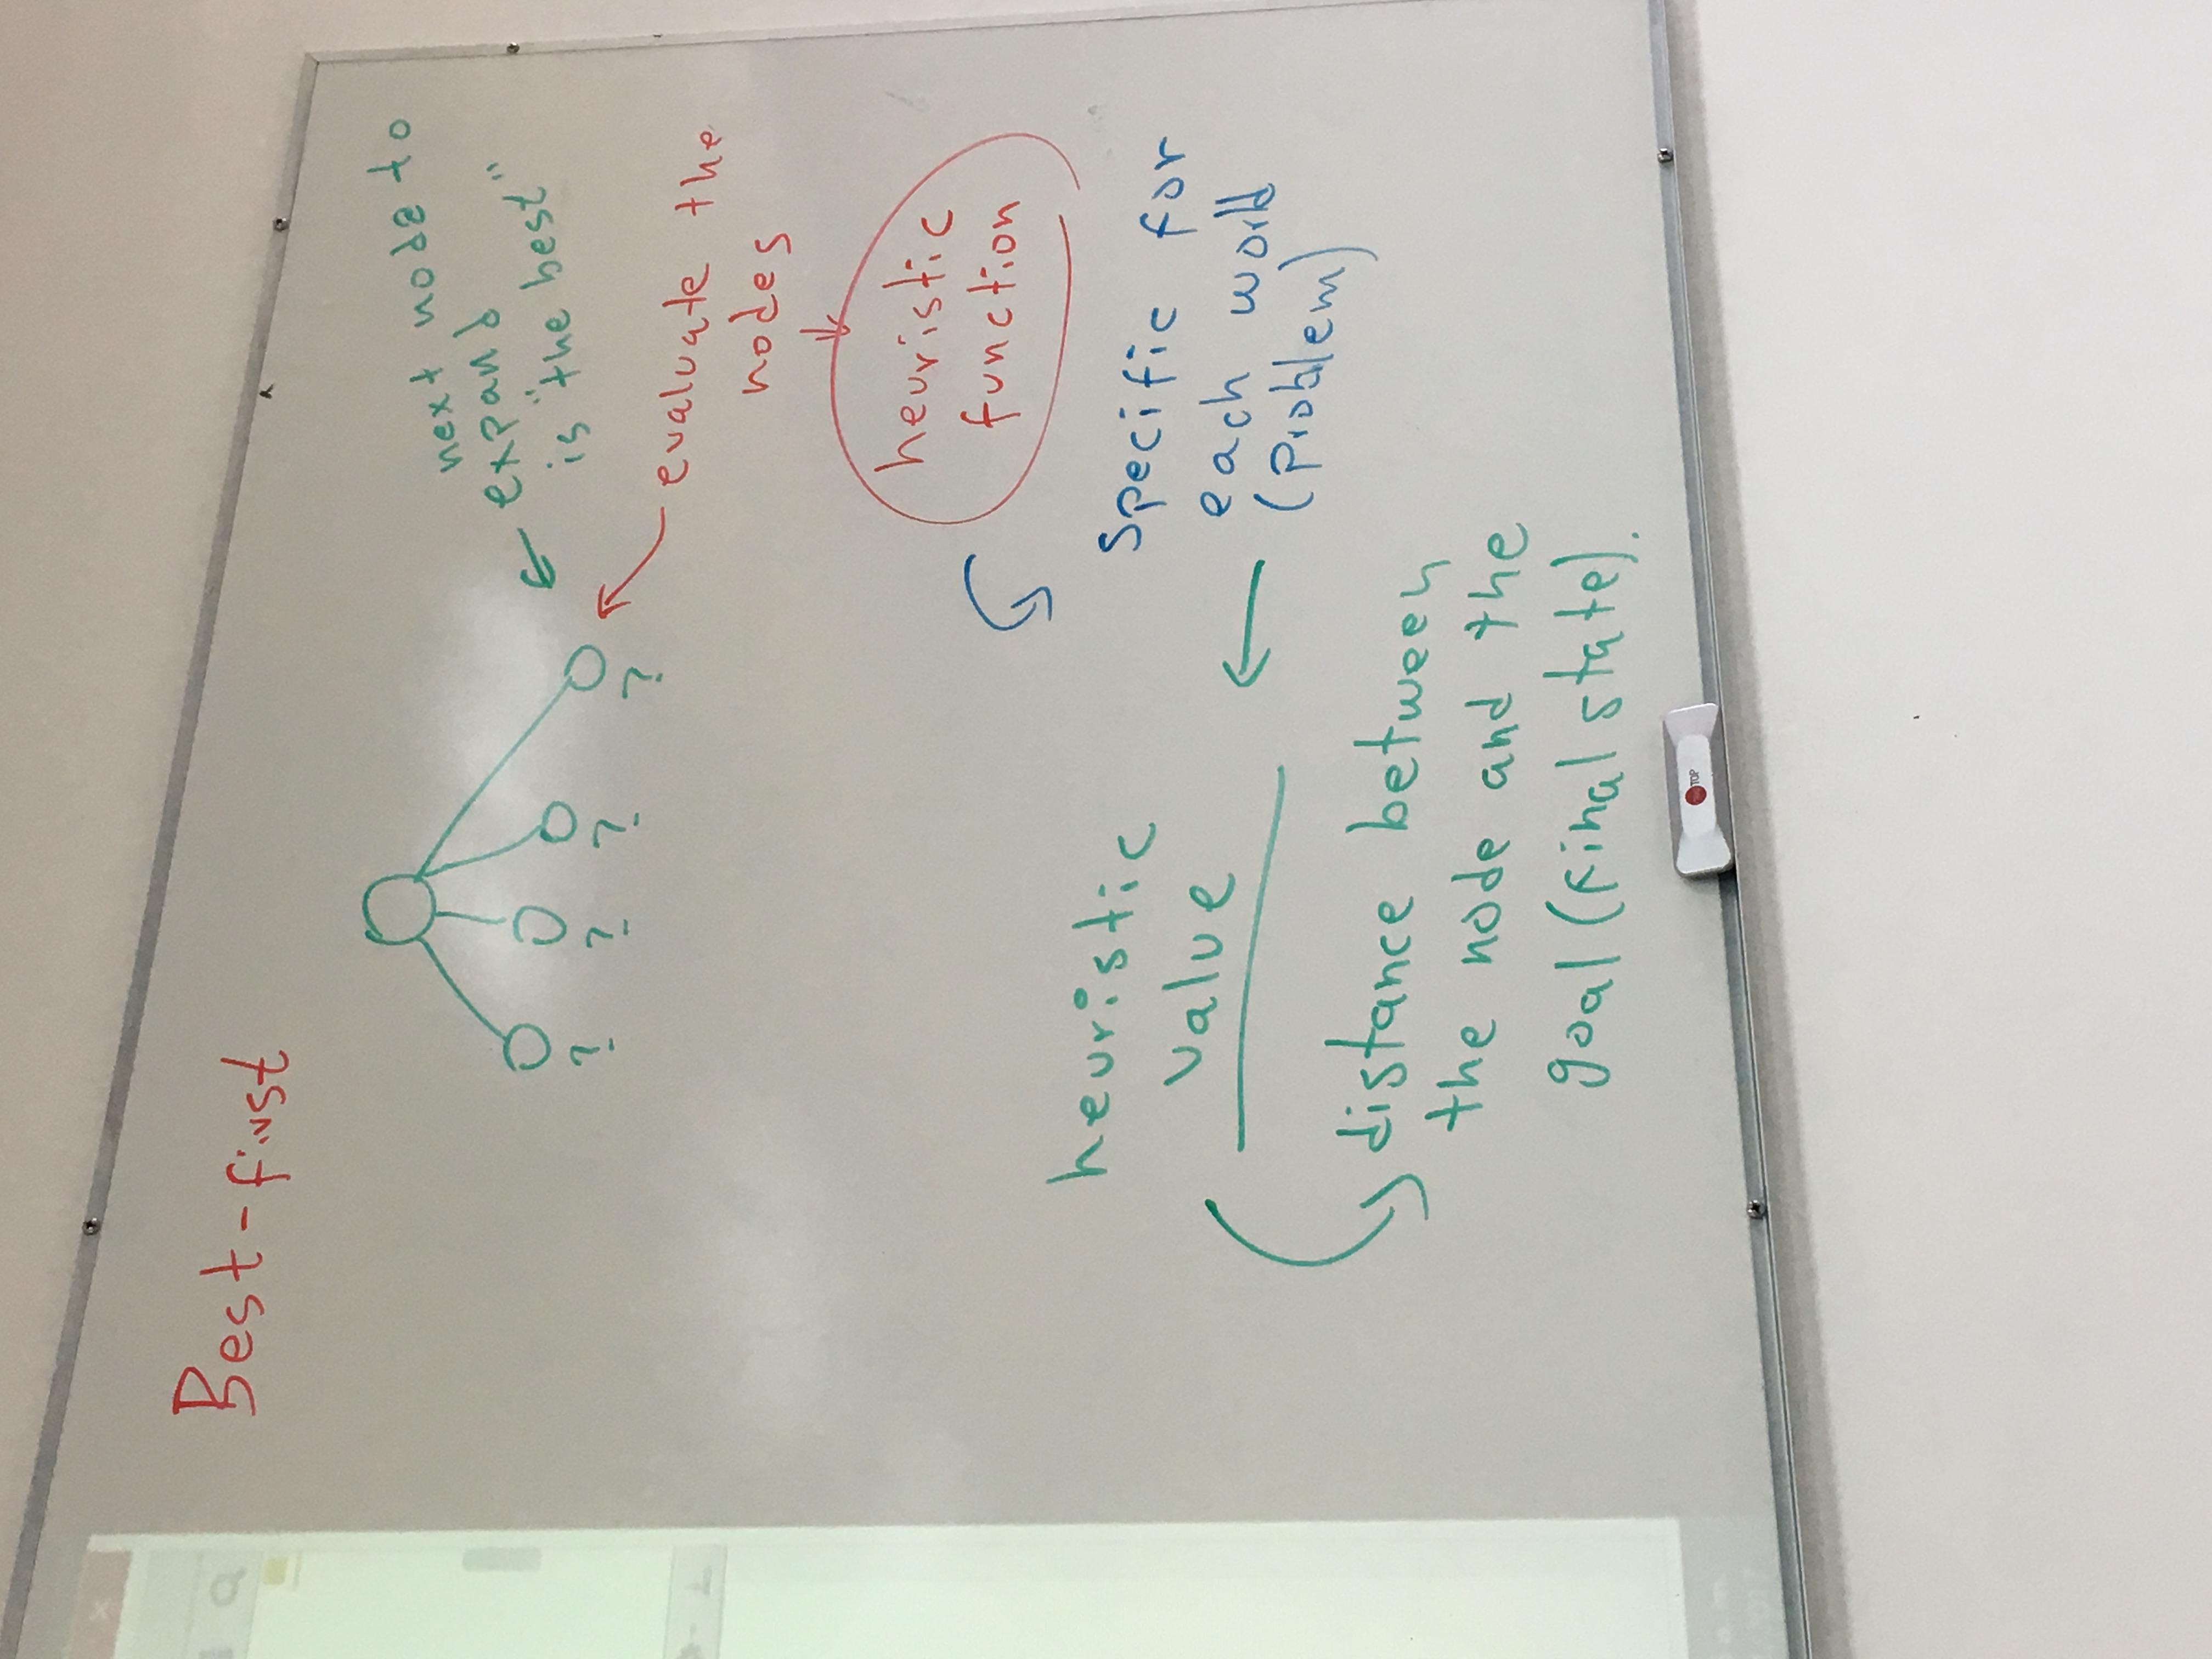 Best-first
next node to
expand
is "the best"
? ? ? ?
evaluate the
nodes
heuristic
function
specific for
each world
(problem)
heuristic
value
distance between
the node and the
goal (final state).
TOP